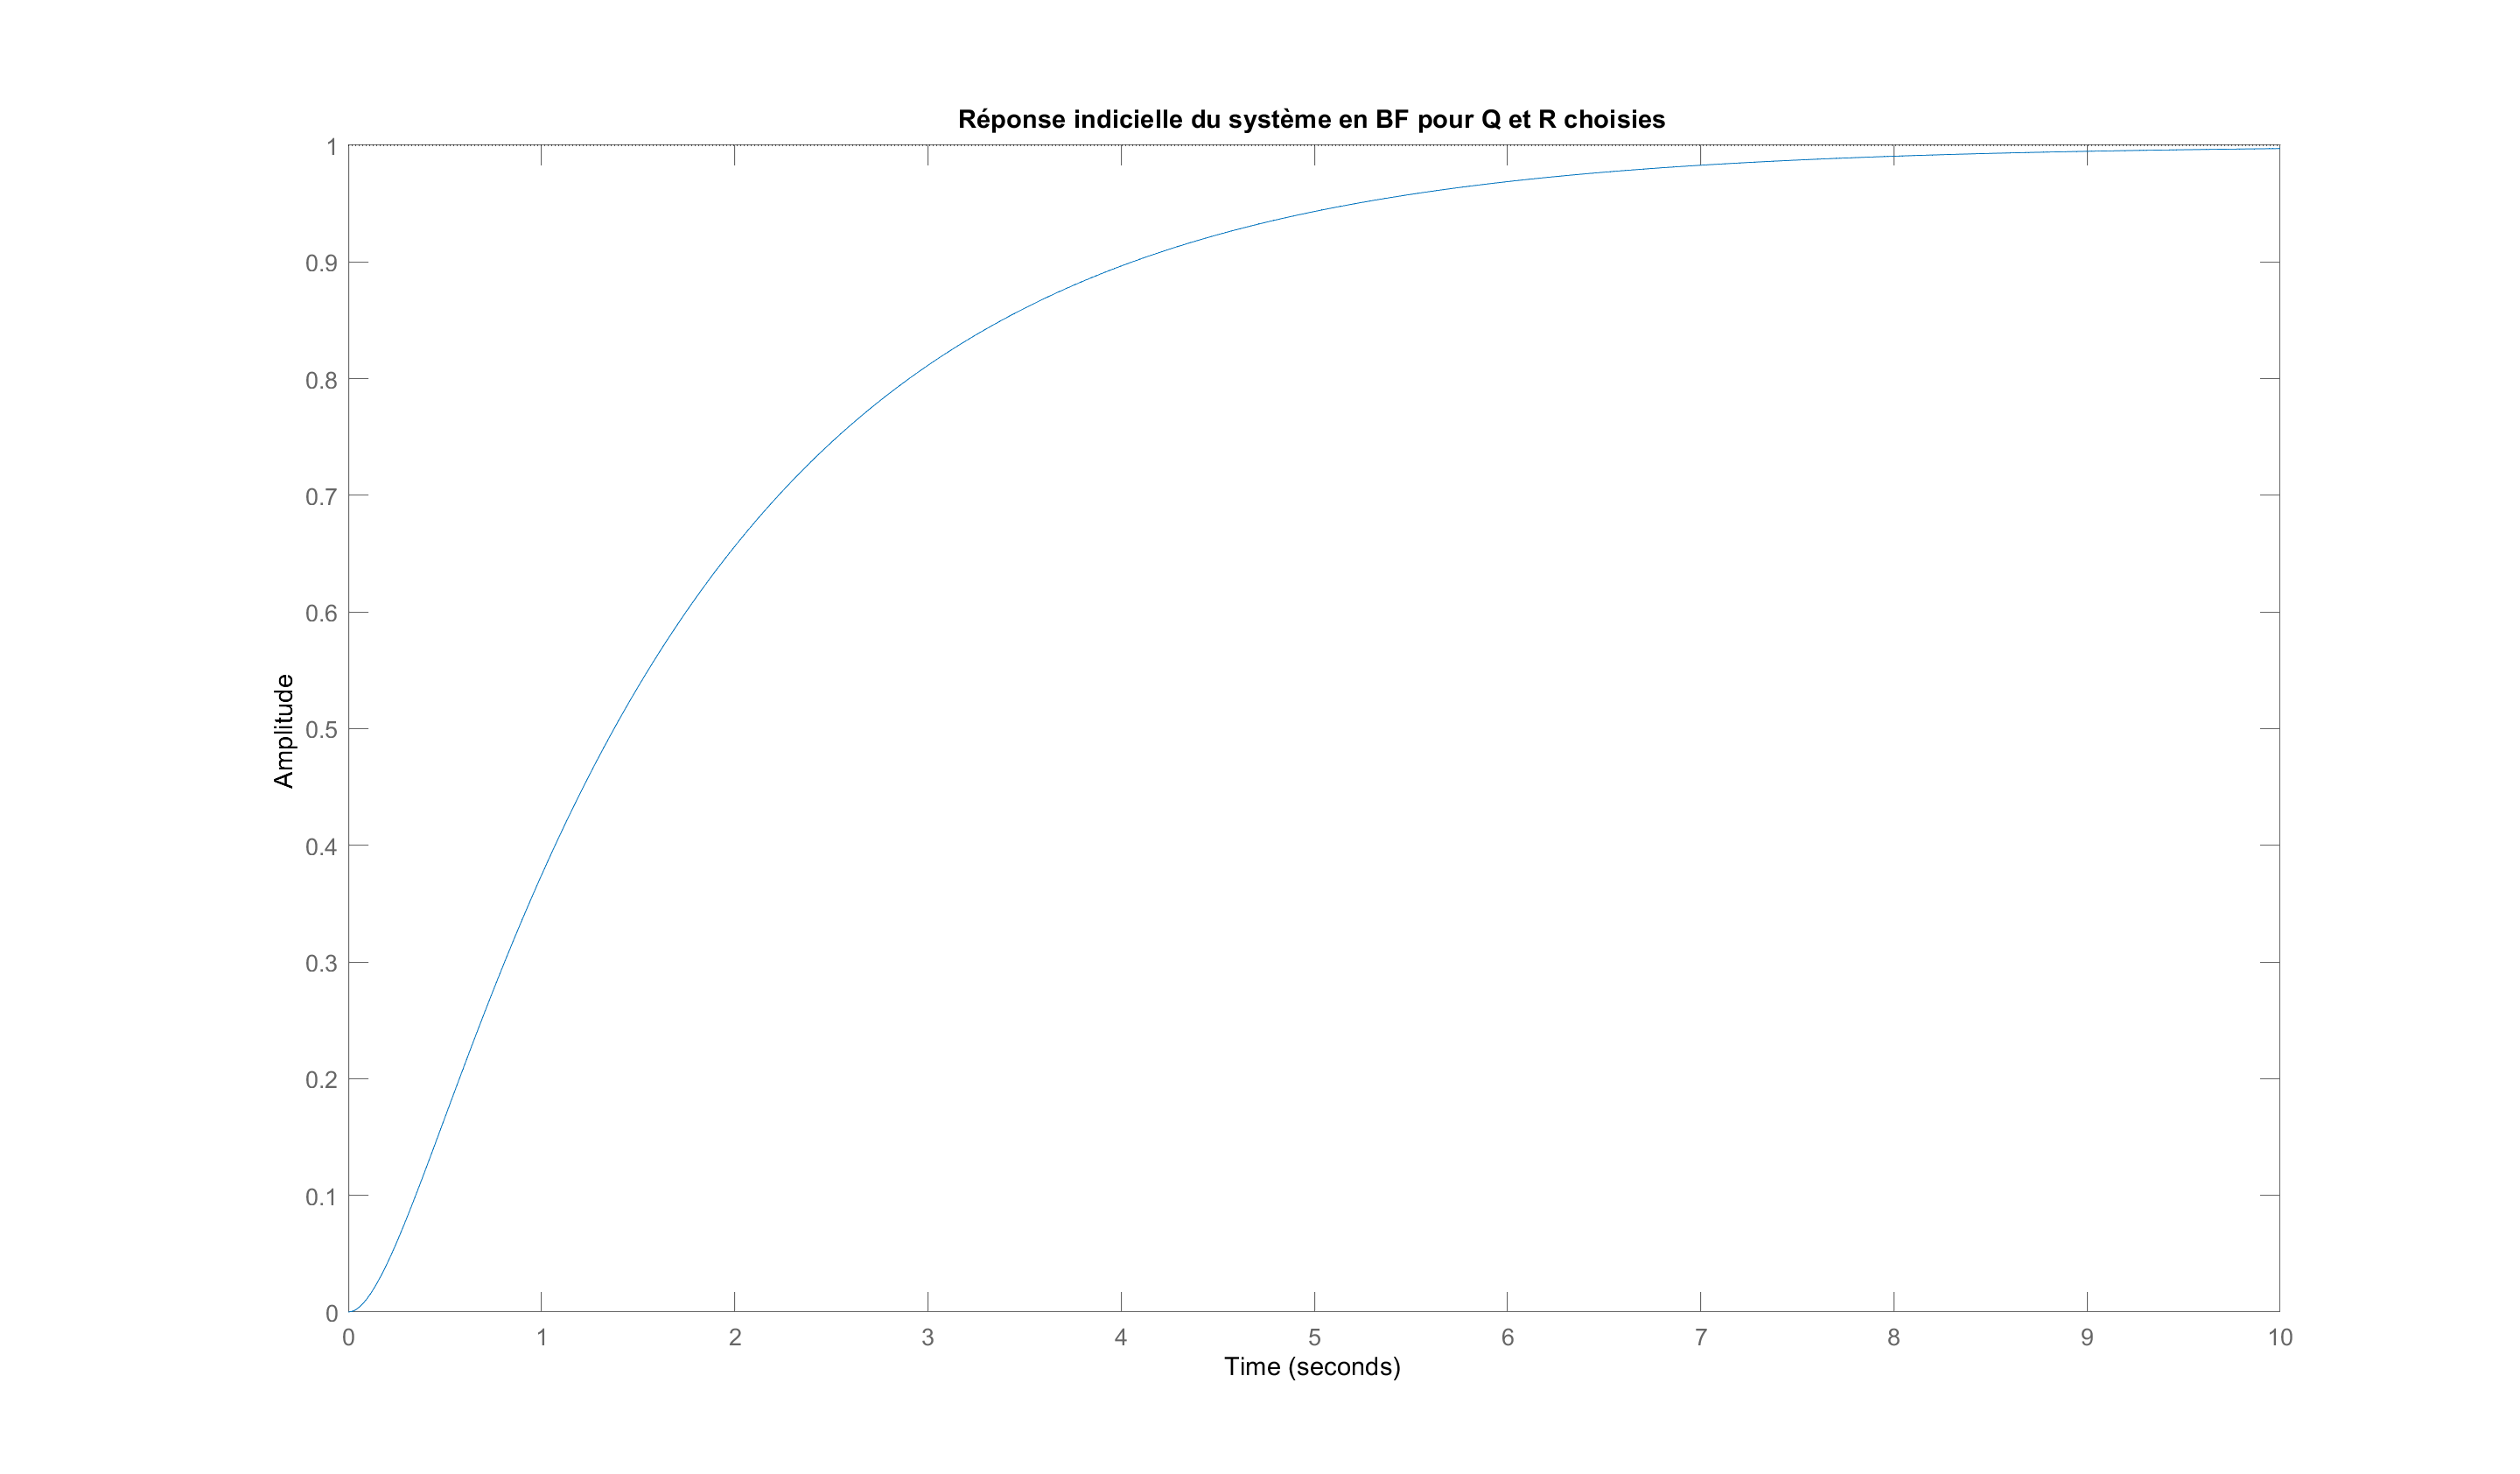 Réponse indicielle du système en BF pour Q et R choisies
1
0.9
0.8
0.7
0.6
0.5
0.4
0.3
0.2
0.1
0
Amplitude
0 1 2 3 4 5 6 7 8 9 10
Time (seconds)